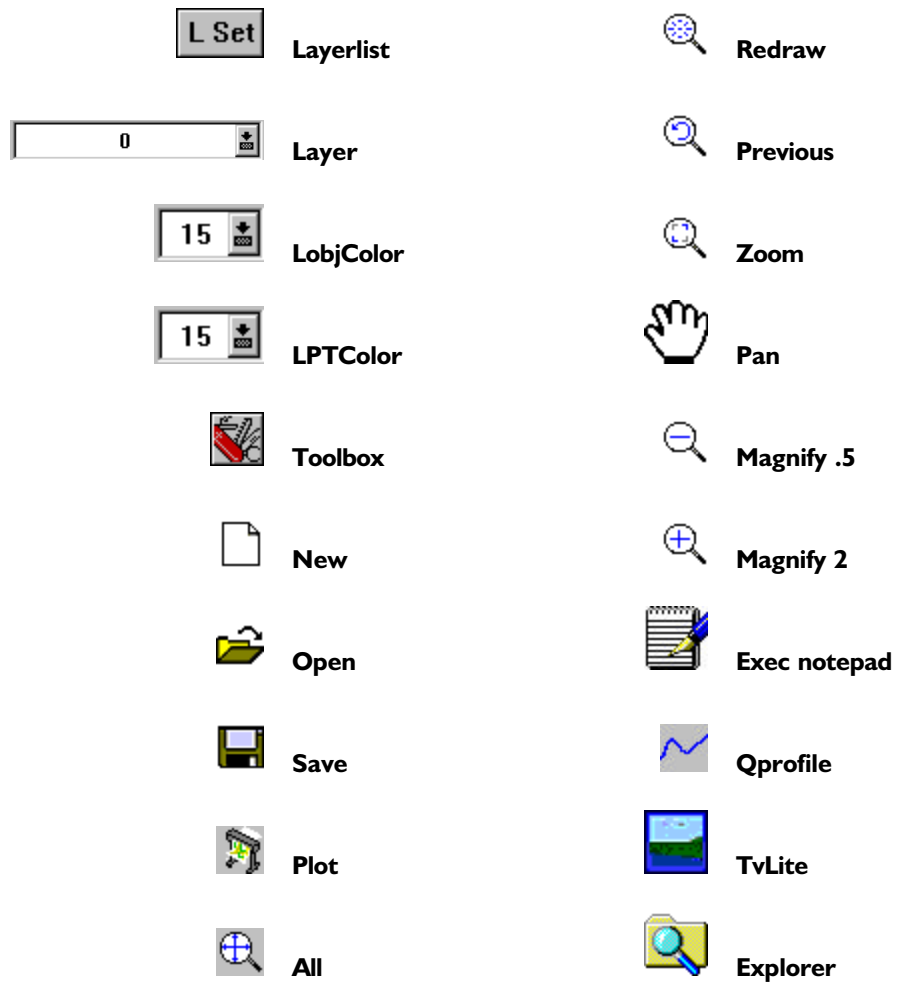 L Set Layerlist
0 Layer
15 LobjColor
15 LPTColor
Toolbox
New
Open
Save
Plot
All
Redraw
Previous
Zoom
Pan
Magnify .5
Magnify 2
Exec notepad
Qprofile
TvLite
Explorer